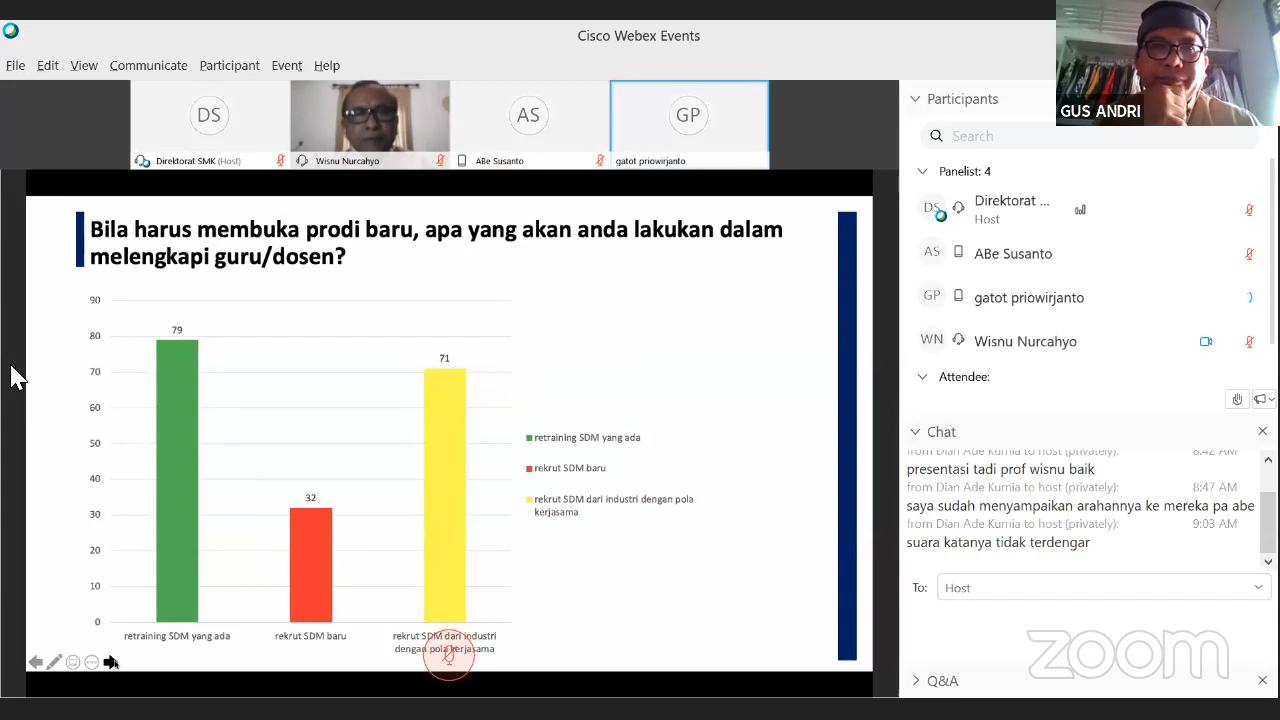 Cisco Webex Events
File Edit View Communicate Participant Event Help
GUS ANDRI
DS
AS
GP
Direktorat SMK (Host)
Wisnu Nurcahyo
ABe Susanto
gatot priowirjanto
Bila harus membuka prodi baru, apa yang akan anda lakukan dalam
melengkapi guru/dosen?
90
80
70
60
50
40
30
20
10
0
79
32
71
retraining SDM yang ada
rekrut SDM baru
rekrut SDM dari industri
dengan pola kerjasama
retraining SDM yang ada
rekrut SDM baru
rekrut SDM dari industri dengan pola
kerjasama
Participants
Search
Panelist: 4
DS
Direktorat ...
Host
AS
ABe Susanto
GP
gatot priowirjanto
WN
Wisnu Nurcahyo
Attendee:
Chat
from Dian Ade Kurnia to host (privately): 8:42 AM
presentasi tadi prof wisnu baik
from Dian Ade Kurnia to host (privately): 8:47 AM
saya sudah menyampaikan arahannya ke mereka pa abe
from Dian Ade Kurnia to host (privately): 9:03 AM
suara katanya tidak terdengar
To: Host
zoom
Q&A